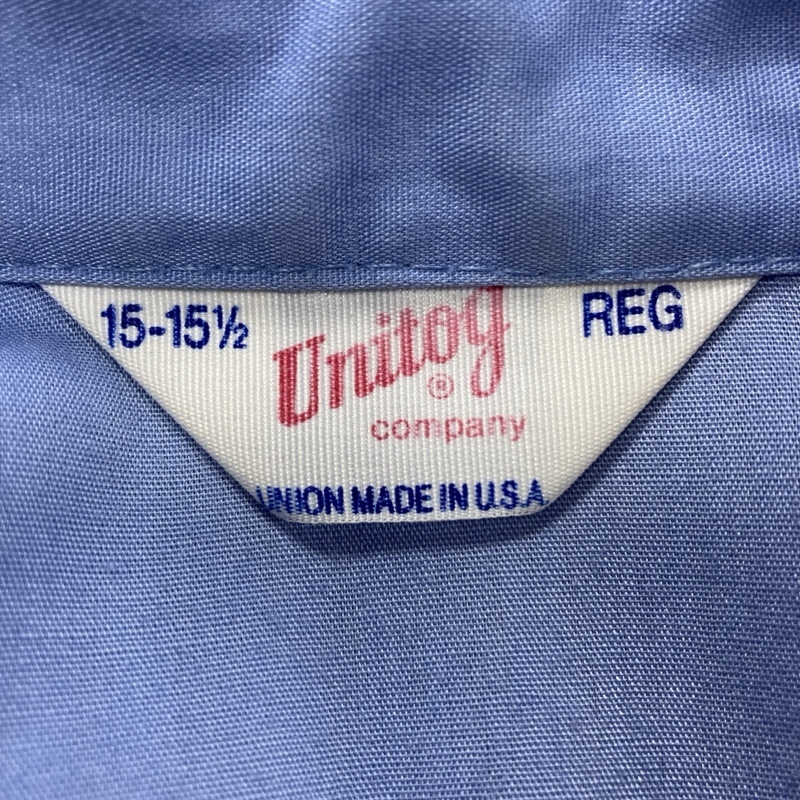 15-15½ Unitog REG
®
company
UNION MADE IN U.S.A.